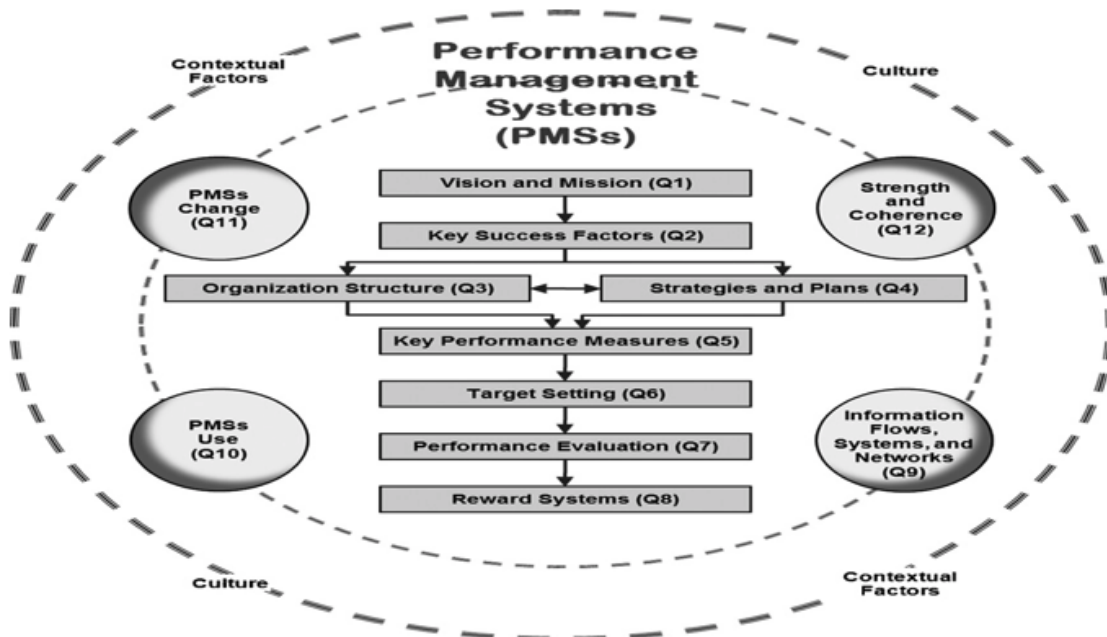 Performance
Management
Systems
(PMSs)
Contextual
Factors
Culture
PMSs
Change
(Q11)
Vision and Mission (Q1)
Strength
and
Coherence
(Q12)
Key Success Factors (Q2)
Organization Structure (Q3)
Strategies and Plans (Q4)
Key Performance Measures (Q5)
Target Setting (Q6)
PMSs
Use
(Q10)
Performance Evaluation (Q7)
Information
Flows,
Systems, and
Networks
(Q9)
Reward Systems (Q8)
Culture
Contextual
Factors